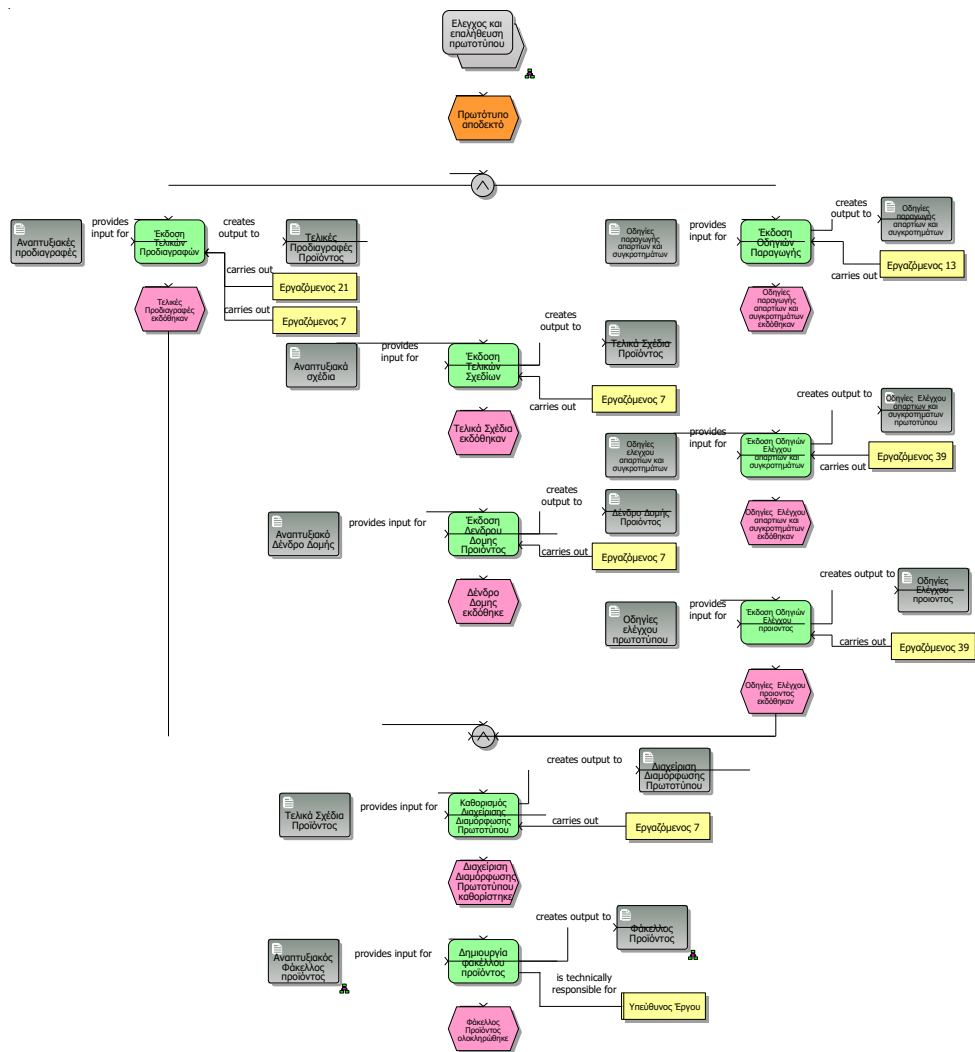 Ελεγχος και
επαλήθευση
πρωτοτύπου
Πρωτότυπο
αποδεκτό
Αναπτυξιακές
προδιαγραφές
provides
input for
Έκδοση
Τελικών
Προδιαγραφών
creates
output to
Τελικές
Προδιαγραφές
Προϊόντος
carries out
Εργαζόμενος 21
carries out
Εργαζόμενος 7
Τελικές
Προδιαγραφές
εκδόθηκαν
Οδηγίες
παραγωγής
απαρτίων και
συγκροτημάτων
provides
input for
Έκδοση
Οδηγιών
Παραγωγής
creates
output to
Οδηγίες
παραγωγής
απαρτίων και
συγκροτημάτων
carries out
Εργαζόμενος 13
Οδηγίες
παραγωγής
απαρτίων και
συγκροτημάτων
εκδόθηκαν
Αναπτυξιακά
σχέδια
provides
input for
Έκδοση
Τελικών
Σχεδίων
creates
output to
Τελικά Σχέδια
Προϊόντος
carries out
Εργαζόμενος 7
Τελικά Σχέδια
εκδόθηκαν
Οδηγίες
ελεγχου
απαρτίων και
συγκροτημάτων
provides
input for
Έκδοση Οδηγιών
Ελέγχου
απαρτίων και
συγκροτημάτων
creates output to
Οδηγίες Ελέγχου
απαρτιων και
συγκροτηματων
πρωτοτύπου
carries out
Εργαζόμενος 39
Οδηγίες Ελέγχου
απαρτιων και
συγκροτηματων
εκδόθηκαν
Αναπτυξιακό
Δένδρο Δομής
provides input for
Έκδοση
Δενδρου
Δομης
Προιόντος
creates
output to
Δένδρο Δομής
Προιόντος
carries out
Εργαζόμενος 7
Δένδρο
Δομης
εκδόθηκε
Οδηγίες
ελέγχου
πρωτοτύπου
provides
input for
Έκδοση Οδηγιών
Ελέγχου
προιοντος
creates output to
Οδηγίες
Ελέγχου
προιοντος
carries out
Εργαζόμενος 39
Οδηγίες Ελέγχου
προιοντος
εκδόθηκαν
Τελικά Σχέδια
Προϊόντος
provides input for
Καθορισμός
Διαχείρισης
Διαμόρφωσης
Πρωτοτύπου
creates output to
Διαχείριση
Διαμόρφωσης
Πρωτοτύπου
carries out
Εργαζόμενος 7
Διαχείριση
Διαμόρφωσης
Πρωτοτύπου
καθορίστηκε
Αναπτυξιακός
Φάκελλος
προϊόντος
provides input for
Δημιουργία
φακέλλου
προϊόντος
creates output to
Φάκελλος
Προϊόντος
is technically
responsible for
Υπεύθυνος Έργου
Φάκελλος
Προϊόντος
ολοκληρώθηκε